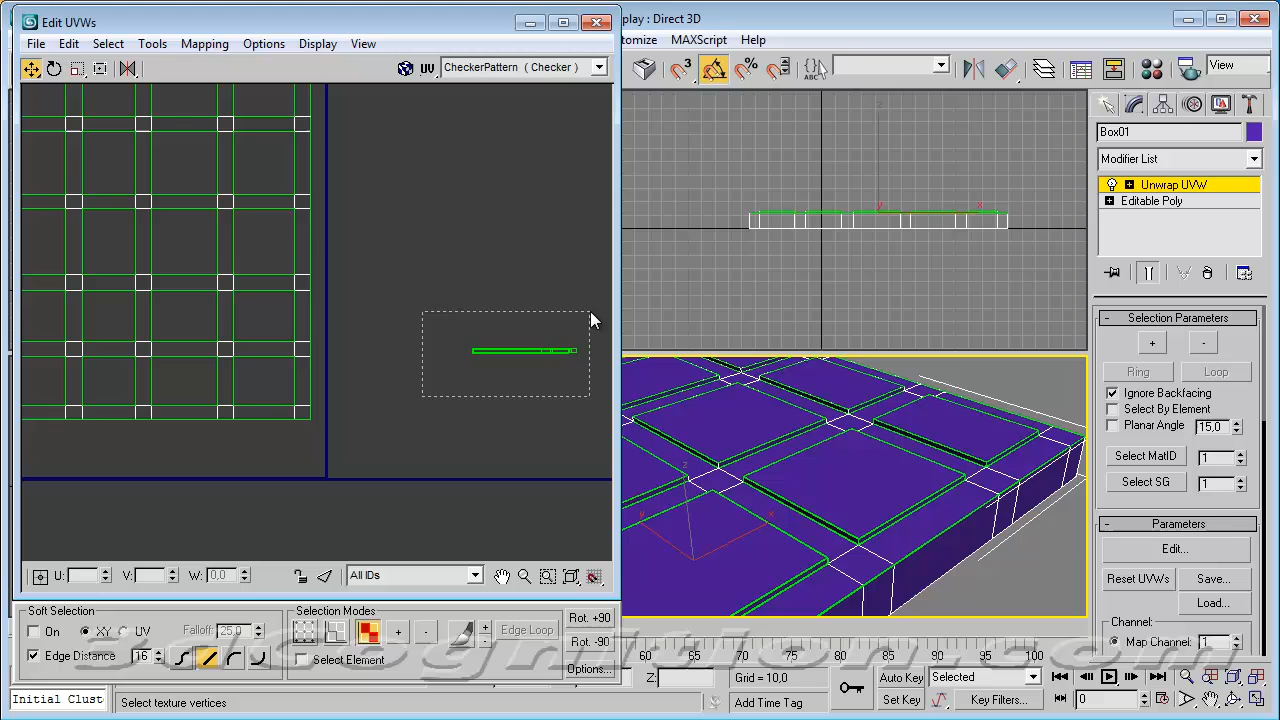 Edit UVWs
play : Direct 3D
File Edit Select Tools Mapping Options Display View
tomize MAXScript Help
UV CheckerPattern ( Checker )
3 % ABC View
Box01
Modifier List
Unwrap UVW
Editable Poly
z
y x
Selection Parameters
+ -
Ring Loop
Ignore Backfacing
Select By Element
Planar Angle 15,0
Select MatID 1
Select SG 1
z
y x
Parameters
Edit...
Reset UVWs Save...
Load...
Channel:
Map Channel: 1
U: V: W: 0,0 All IDs
Soft Selection
On XY UV Falloff: 25,0
Edge Distance 16
Selection Modes
+ - + - Edge Loop
Select Element
Rot. +90
Rot. -90
Options...
3dcognition.com
60 65 70 75 80 85 90 95 100
Initial Clust
Select texture vertices
Z: Grid = 10,0
Add Time Tag
Auto Key Selected
Set Key Key Filters...
0